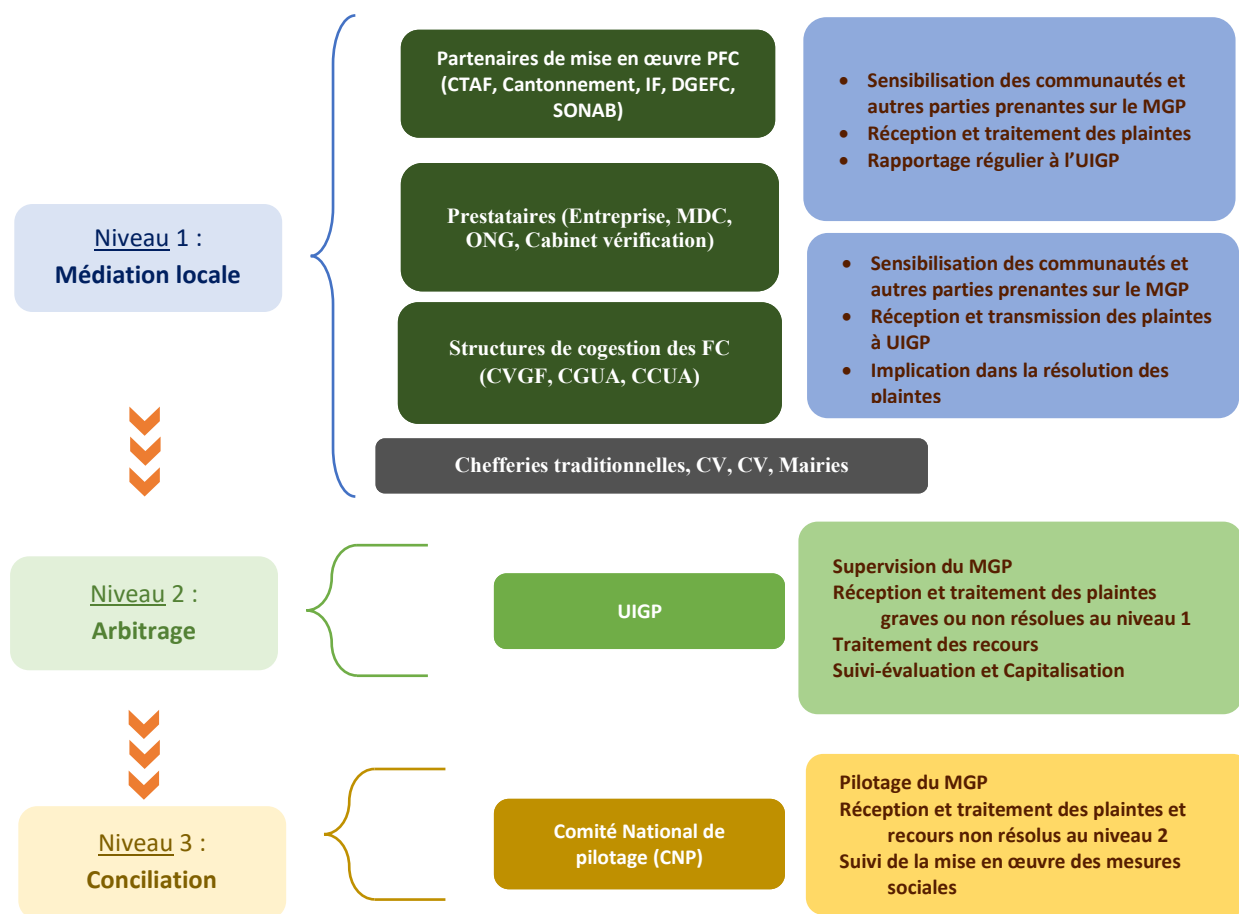 Niveau 1 :
Médiation locale
Partenaires de mise en œuvre PFC
(CTAF, Cantonnement, IF, DGEFC,
SONAB)
Prestataires (Entreprise, MDC,
ONG, Cabinet vérification)
Structures de cogestion des FC
(CVGF, CGUA, CCUA)
Chefferies traditionnelles, CV, CV, Mairies
• Sensibilisation des communautés et
autres parties prenantes sur le MGP
• Réception et traitement des plaintes
• Rapportage régulier à l’UIGP
• Sensibilisation des communautés et
autres parties prenantes sur le MGP
• Réception et transmission des plaintes
à UIGP
• Implication dans la résolution des
plaintes
Niveau 2 :
Arbitrage
UIGP
Supervision du MGP
Réception et traitement des plaintes
graves ou non résolues au niveau 1
Traitement des recours
Suivi-évaluation et Capitalisation
Niveau 3 :
Conciliation
Comité National de
pilotage (CNP)
Pilotage du MGP
Réception et traitement des plaintes et
recours non résolus au niveau 2
Suivi de la mise en œuvre des mesures
sociales